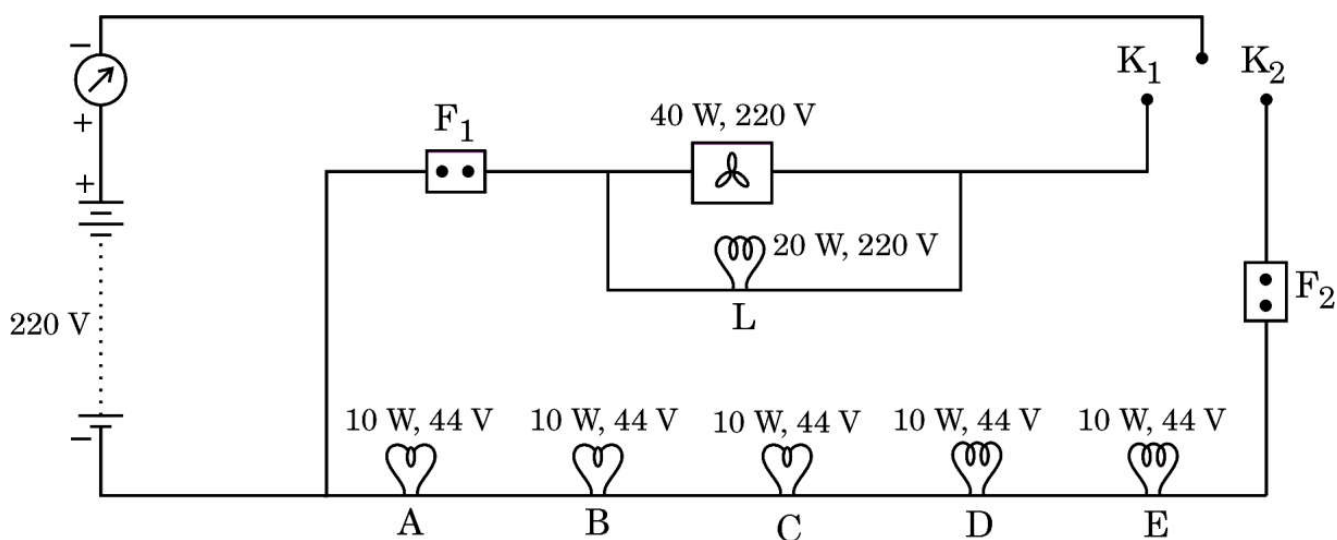 −
+
+
220 V
−
F₁
40 W, 220 V
20 W, 220 V
L
K₁
K₂
F₂
10 W, 44 V
10 W, 44 V
10 W, 44 V
10 W, 44 V
10 W, 44 V
A
B
C
D
E